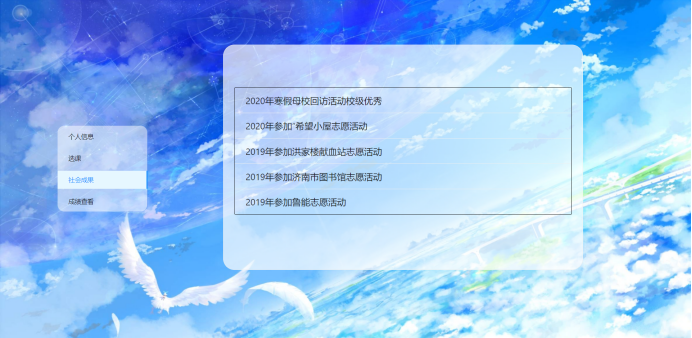 个人信息
选课
社会成果
成绩查看
2020年寒假母校回访活动校级优秀
2020年参加“希望小屋志愿活动
2019年参加洪家楼献血站志愿活动
2019年参加济南市图书馆志愿活动
2019年参加鲁能志愿活动